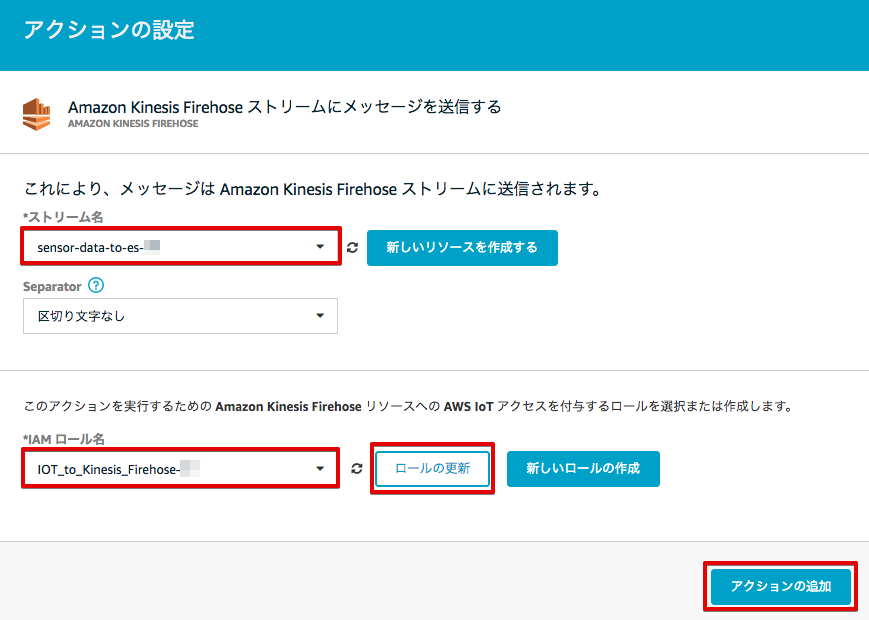 アクションの設定
Amazon Kinesis Firehose ストリームにメッセージを送信する
AMAZON KINESIS FIREHOSE
これにより、メッセージは Amazon Kinesis Firehose ストリームに送信されます。
*ストリーム名
sensor-data-to-es-
新しいリソースを作成する
Separator ?
区切り文字なし
このアクションを実行するための Amazon Kinesis Firehose リソースへの AWS IoT アクセスを付与するロールを選択または作成します。
*IAM ロール名
IOT_to_Kinesis_Firehose-
ロールの更新
新しいロールの作成
アクションの追加